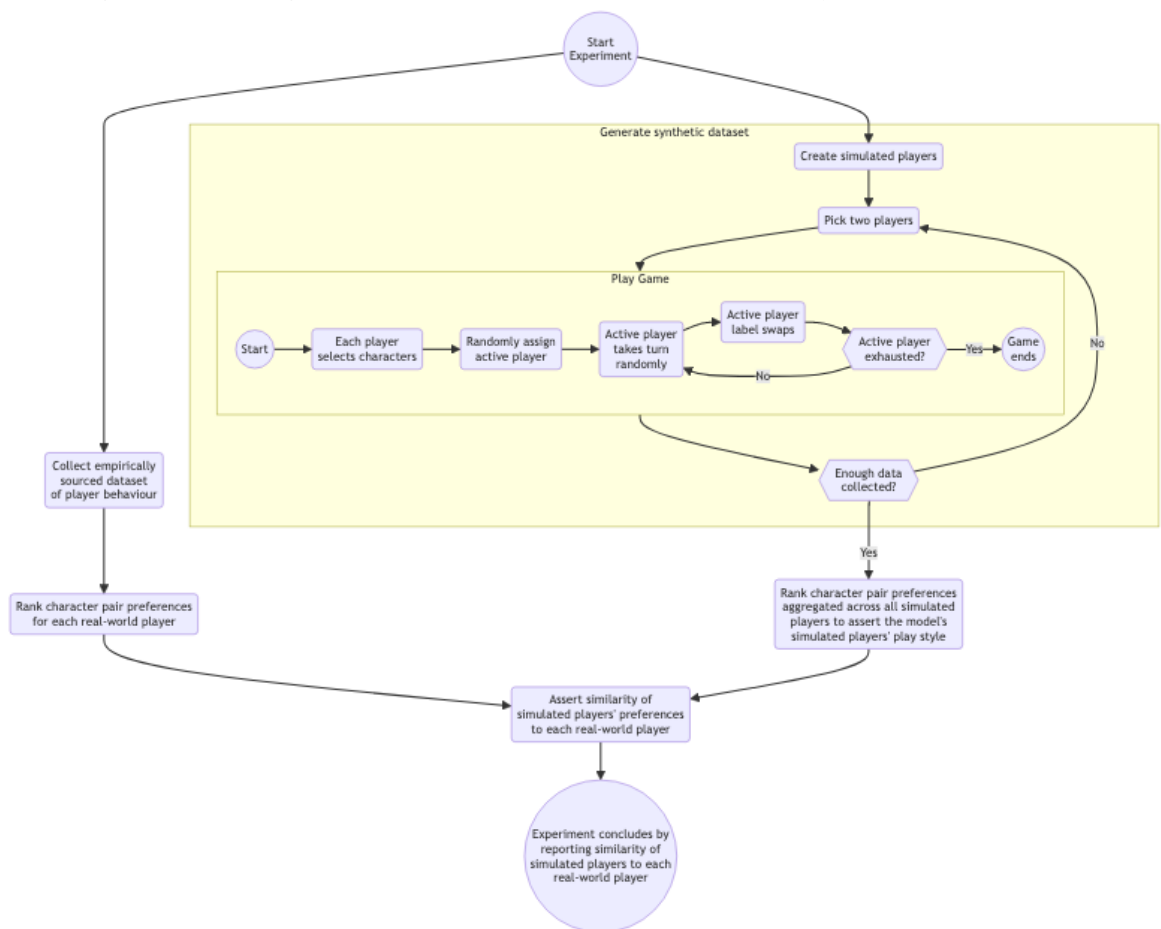 Start
Experiment
Generate synthetic dataset
Create simulated players
Pick two players
Play Game
Start
Each player
selects characters
Randomly assign
active player
Active player
takes turn
randomly
Active player
label swaps
Active player
exhausted?
Yes
Game
ends
No
No
Collect empirically
sourced dataset
of player behaviour
Enough data
collected?
Yes
Rank character pair preferences
for each real-world player
Rank character pair preferences
aggregated across all simulated
players to assert the model's
simulated players' play style
Assert similarity of
simulated players' preferences
to each real-world player
Experiment concludes by
reporting similarity of
simulated players to each
real-world player